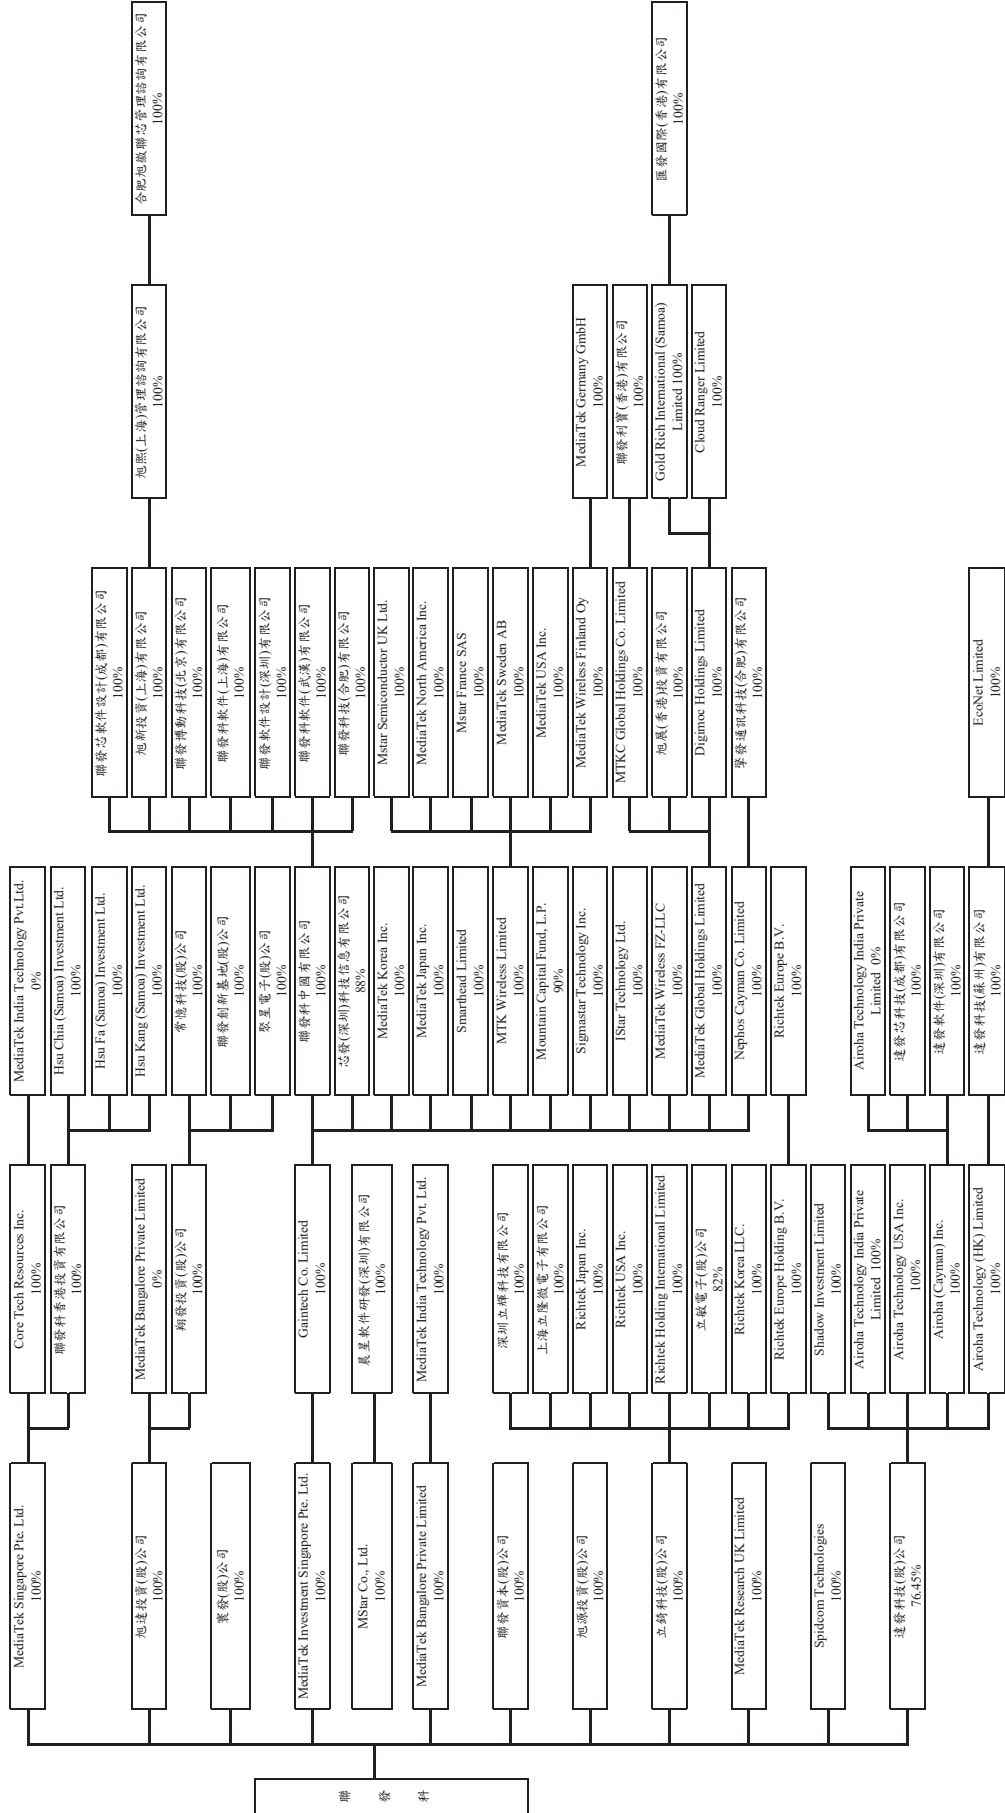 聯發科
MediaTek Singapore Pte. Ltd.
100%
旭達投資(股)公司
100%
寰發(股)公司
100%
MediaTek Investment Singapore Pte. Ltd.
100%
MStar Co., Ltd.
100%
MediaTek Bangalore Private Limited
100%
聯發資本(股)公司
100%
旭源投資(股)公司
100%
立錡科技(股)公司
100%
MediaTek Research UK Limited
100%
Spidcom Technologies
100%
達發科技(股)公司
76.45%
Core Tech Resources Inc.
100%
聯發科香港投資有限公司
100%
MediaTek Bangalore Private Limited
0%
翔發投資(股)公司
100%
Gaintech Co. Limited
100%
晨星軟件研發(深圳)有限公司
100%
MediaTek India Technology Pvt. Ltd.
100%
深圳立輝科技有限公司
100%
上海立隆微電子有限公司
100%
Richtek Japan Inc.
100%
Richtek USA Inc.
100%
Richtek Holding International Limited
100%
立敏電子(股)公司
82%
Richtek Korea LLC.
100%
Richtek Europe Holding B.V.
100%
Shadow Investment Limited
100%
Airoha Technology India Private
Limited 100%
Airoha Technology USA Inc.
100%
Airoha (Cayman) Inc.
100%
Airoha Technology (HK) Limited
100%
MediaTek India Technology Pvt.Ltd.
0%
Hsu Chia (Samoa) Investment Ltd.
100%
Hsu Fa (Samoa) Investment Ltd.
100%
Hsu Kang (Samoa) Investment Ltd.
100%
常憶科技(股)公司
100%
聯發創新基地(股)公司
100%
聚星電子(股)公司
100%
聯發科中國有限公司
100%
芯發(深圳)科技信息有限公司
88%
MediaTek Korea Inc.
100%
MediaTek Japan Inc.
100%
Smarthead Limited
100%
MTK Wireless Limited
100%
Mountain Capital Fund, L.P.
90%
Sigmastar Technology Inc.
100%
IStar Technology Ltd.
100%
MediaTek Wireless FZ-LLC
100%
MediaTek Global Holdings Limited
100%
Nephos Cayman Co. Limited
100%
Richtek Europe B.V.
100%
Airoha Technology India Private
Limited 0%
達發芯科技(成都)有限公司
100%
達發軟件(深圳)有限公司
100%
達發科技(蘇州)有限公司
100%
聯發芯軟件設計(成都)有限公司
100%
旭新投資(上海)有限公司
100%
聯發博動科技(北京)有限公司
100%
聯發科軟件(上海)有限公司
100%
聯發軟件設計(深圳)有限公司
100%
聯發科軟件(武漢)有限公司
100%
聯發科技(合肥)有限公司
100%
Mstar Semiconductor UK Ltd.
100%
MediaTek North America Inc.
100%
Mstar France SAS
100%
MediaTek Sweden AB
100%
MediaTek USA Inc.
100%
MediaTek Wireless Finland Oy
100%
MTKC Global Holdings Co. Limited
100%
旭展(香港)投資有限公司
100%
Digimoc Holdings Limited
100%
擎發通訊科技(合肥)有限公司
100%
EcoNet Limited
100%
旭熙(上海)管理諮詢有限公司
100%
MediaTek Germany GmbH
100%
聯發利寶(香港)有限公司
100%
Gold Rich International (Samoa)
Limited 100%
Cloud Ranger Limited
100%
合肥旭徽聯芯管理諮詢有限公司
100%
匯發國際(香港)有限公司
100%